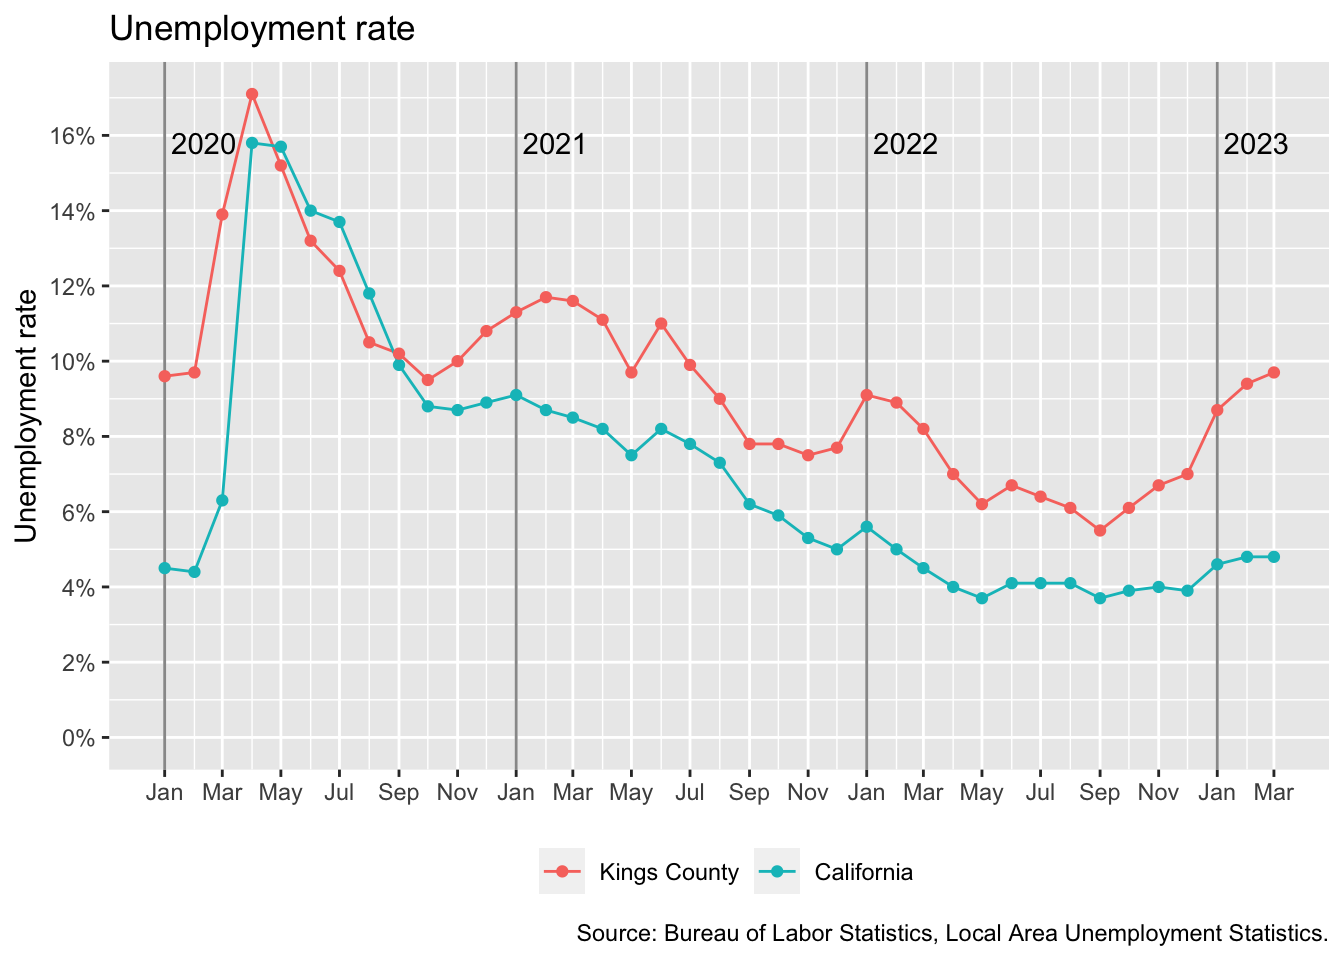 Unemployment rate
2020 2021 2022 2023
Unemployment rate
16%
14%
12%
10%
8%
6%
4%
2%
0%
Jan Mar May Jul Sep Nov Jan Mar May Jul Sep Nov Jan Mar May Jul Sep Nov Jan Mar
Kings County California
Source: Bureau of Labor Statistics, Local Area Unemployment Statistics.